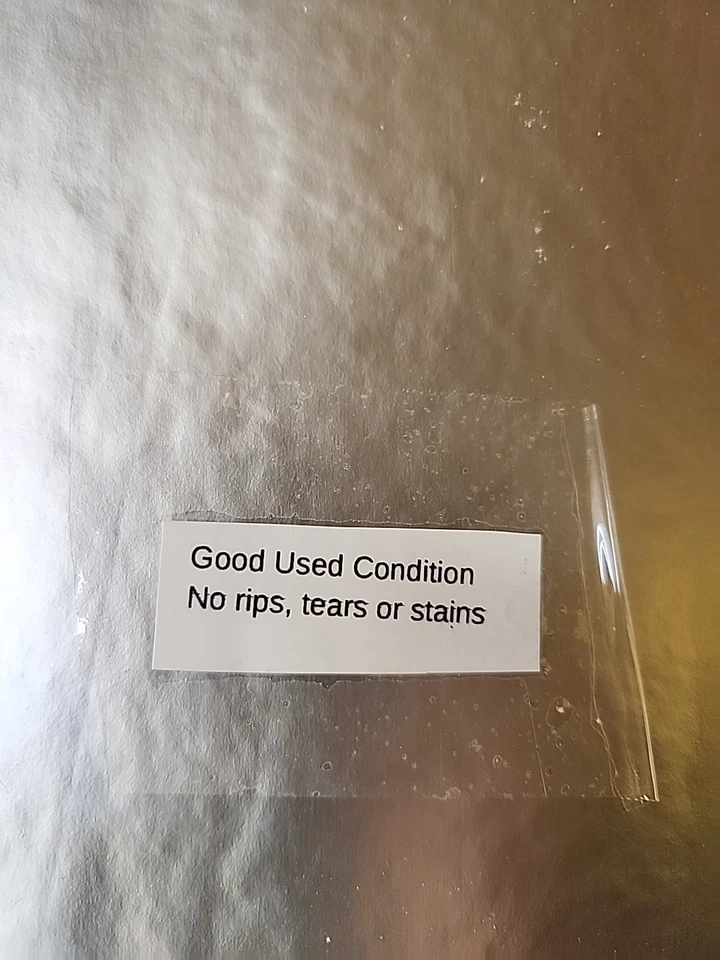 Good Used Condition
No rips, tears or stains